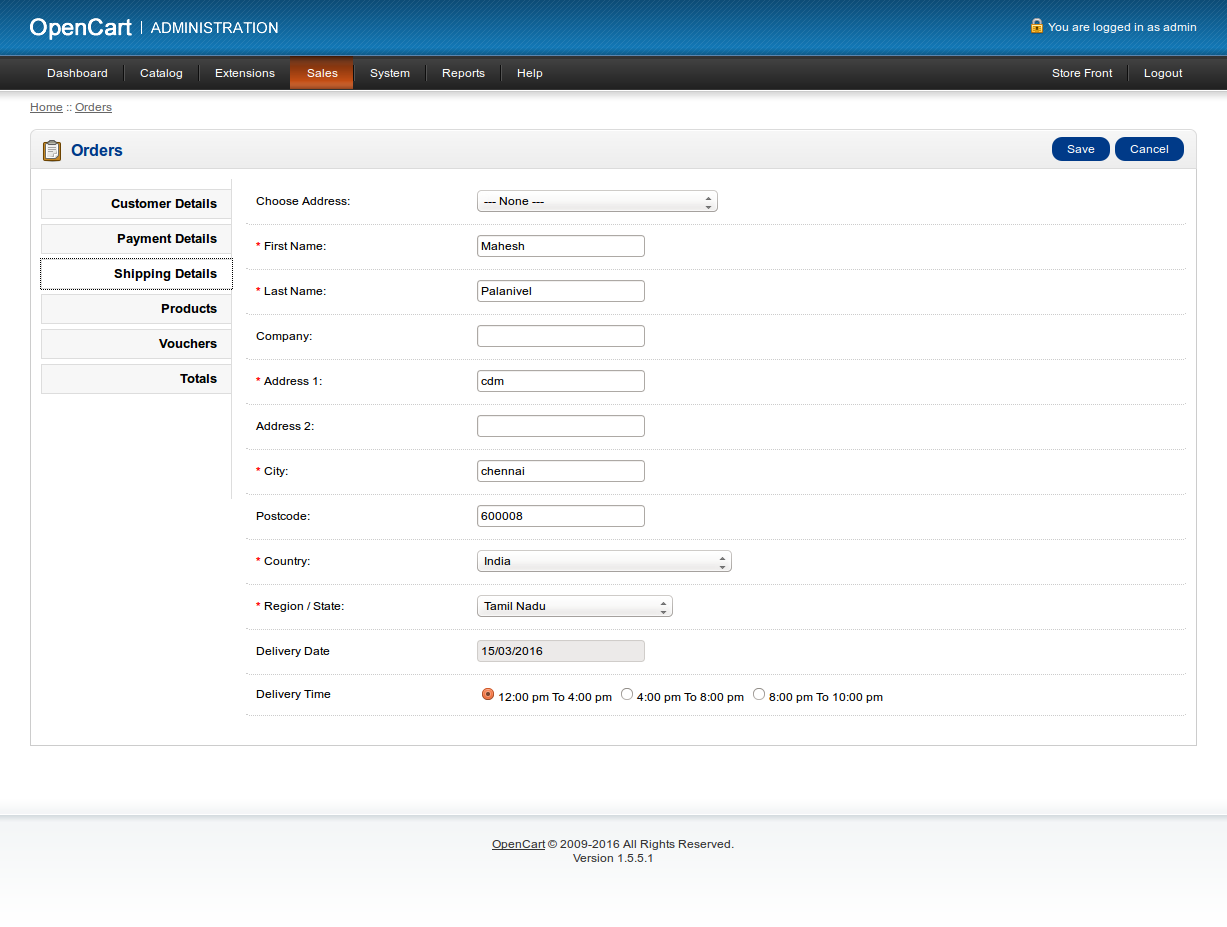 OpenCart | ADMINISTRATION
You are logged in as admin
Dashboard Catalog Extensions Sales System Reports Help Store Front Logout
Home :: Orders
Orders Save Cancel
Customer Details
Payment Details
Shipping Details
Products
Vouchers
Totals
Choose Address: --- None ---
* First Name: Mahesh
* Last Name: Palanivel
Company:
* Address 1: cdm
Address 2:
* City: chennai
Postcode: 600008
* Country: India
* Region / State: Tamil Nadu
Delivery Date 15/03/2016
Delivery Time 12:00 pm To 4:00 pm 4:00 pm To 8:00 pm 8:00 pm To 10:00 pm
OpenCart © 2009-2016 All Rights Reserved.
Version 1.5.5.1